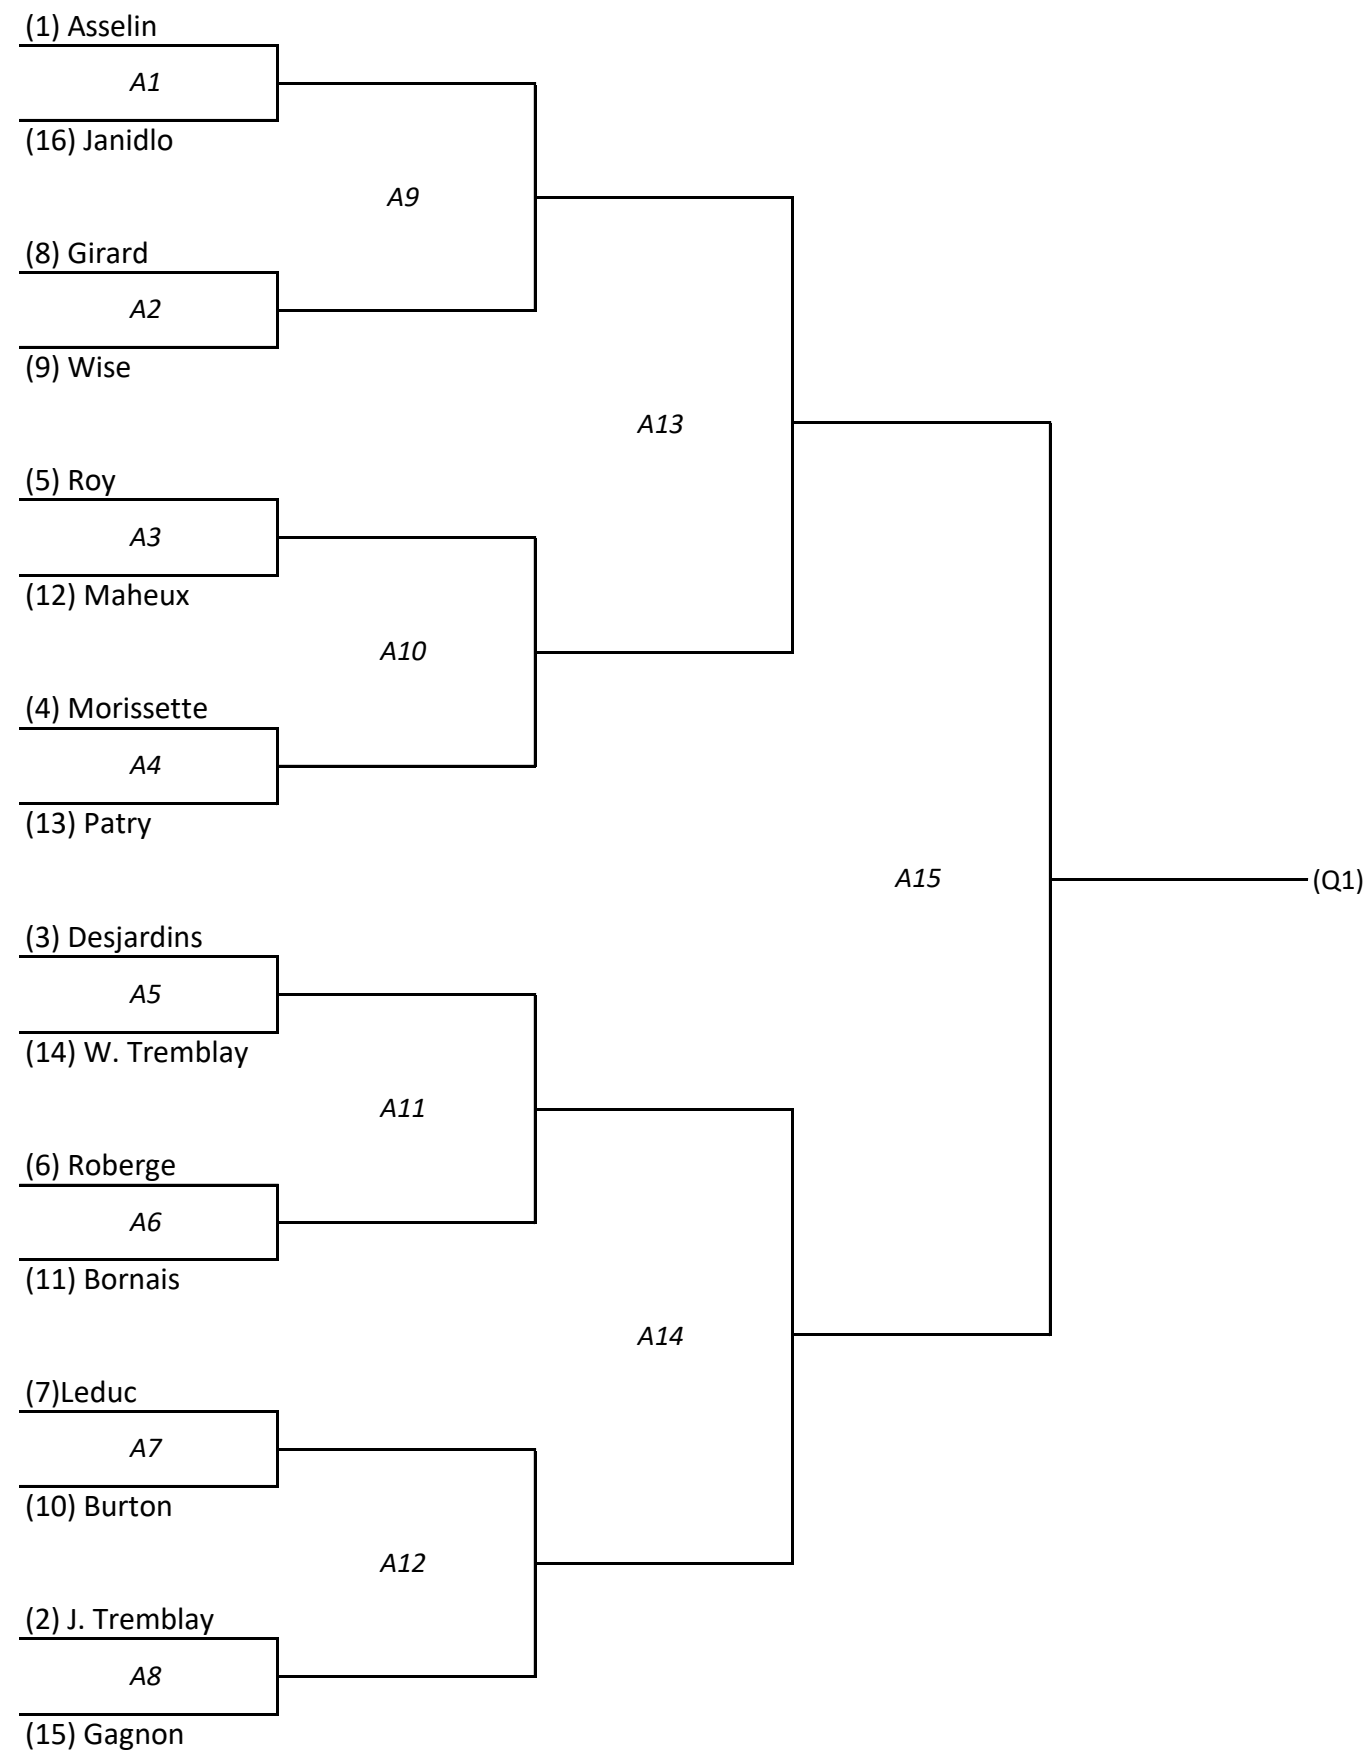 (1) Asselin
A1
(16) Janidlo
A9
(8) Girard
A2
(9) Wise
A13
(5) Roy
A3
(12) Maheux
A10
(4) Morissette
A4
(13) Patry
A15
(Q1)
(3) Desjardins
A5
(14) W. Tremblay
A11
(6) Roberge
A6
(11) Bornais
A14
(7)Leduc
A7
(10) Burton
A12
(2) J. Tremblay
A8
(15) Gagnon